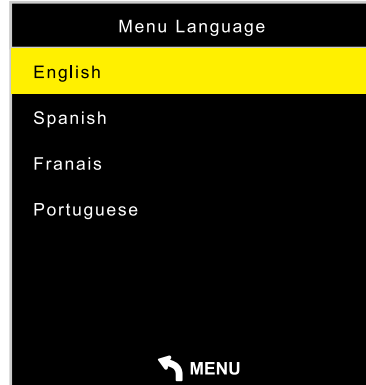 Menu Language
English
Spanish
Franais
Portuguese
MENU